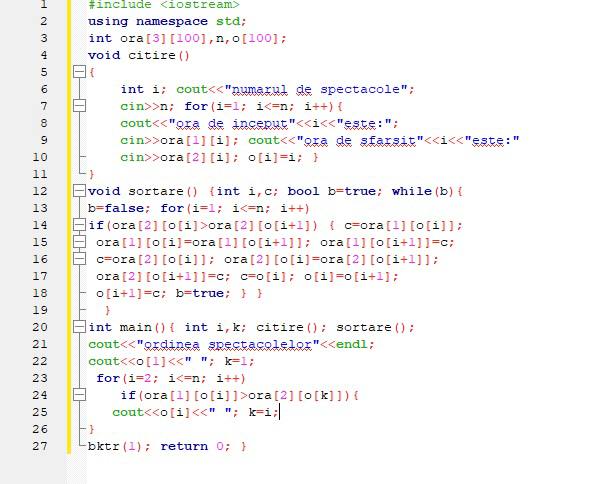 1 #include <iostream>
2 using namespace std;
3 int ora[3][100],n,o[100];
4 void citire()
5 {
6 int i; cout<<"numarul de spectacole";
7 cin>>n; for(i=1; i<=n; i++){
8 cout<<"ora de inceput"<<i<<"este:";
9 cin>>ora[1][i]; cout<<"ora de sfarsit"<<i<<"este:"
10 cin>>ora[2][i]; o[i]=i; }
11 }
12 void sortare() {int i,c; bool b=true; while(b){
13 b=false; for(i=1; i<=n; i++)
14 if(ora[2][o[i]>ora[2][o[i+1]) { c=ora[1][o[i]];
15 ora[1][o[i]=ora[1][o[i+1]]; ora[1][o[i+1]]=c;
16 c=ora[2][o[i]]; ora[2][o[i]=ora[2][o[i+1]];
17 ora[2][o[i+1]]=c; c=o[i]; o[i]=o[i+1];
18 o[i+1]=c; b=true; } }
19 }
20 int main(){ int i,k; citire(); sortare();
21 cout<<"ordinea spectacolelor"<<endl;
22 cout<<o[1]<<" "; k=1;
23 for(i=2; i<=n; i++)
24 if(ora[1][o[i]]>ora[2][o[k]]){
25 cout<<o[i]<<" "; k=i;
26 }
27 bktr(1); return 0; }